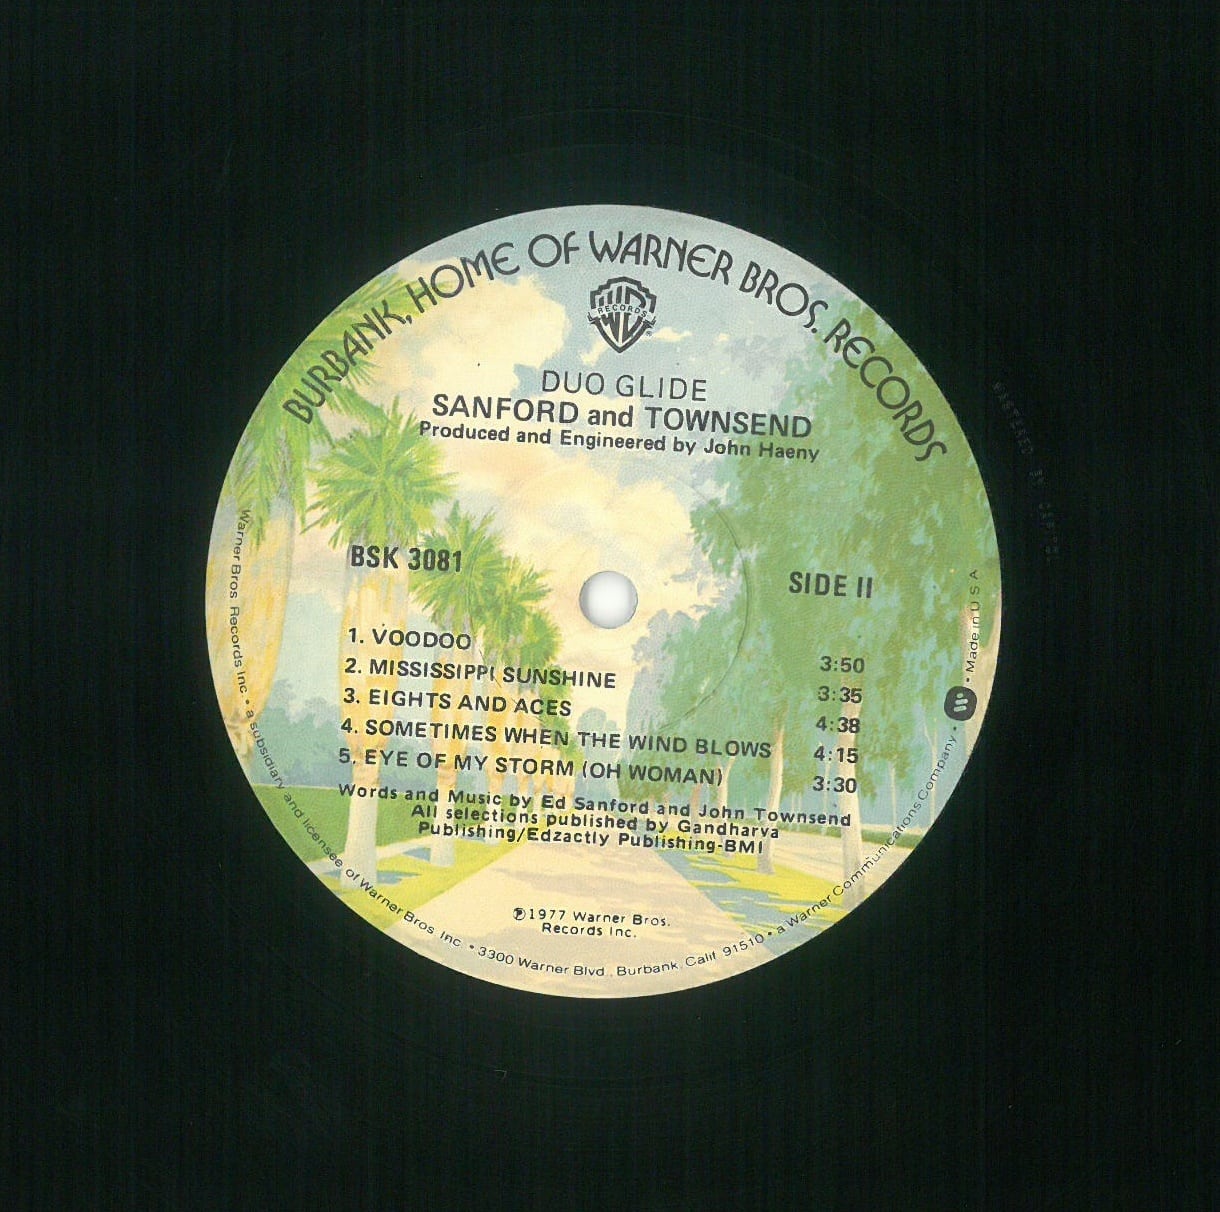 BURBANK, HOME OF WARNER BROS. RECORDS
RECORDS
DUO GLIDE
SANFORD and TOWNSEND
Produced and Engineered by John Haeny
BSK 3081
SIDE II
1. VOODOO 3:50
2. MISSISSIPPI SUNSHINE 3:35
3. EIGHTS AND ACES 4:38
4. SOMETIMES WHEN THE WIND BLOWS 4:15
5. EYE OF MY STORM (OH WOMAN) 3:30
Words and Music by Ed Sanford and John Townsend
All selections published by Gandharva
Publishing/Edzactly Publishing-BMI
℗1977 Warner Bros.
Records Inc.
Warner Bros. Records Inc. • a subsidiary and licensee of Warner Bros. Inc. • 3300 Warner Blvd., Burbank, Calif. 91510 • a Warner Communications Company • Made in U S A
MASTERED BY CAPITOL